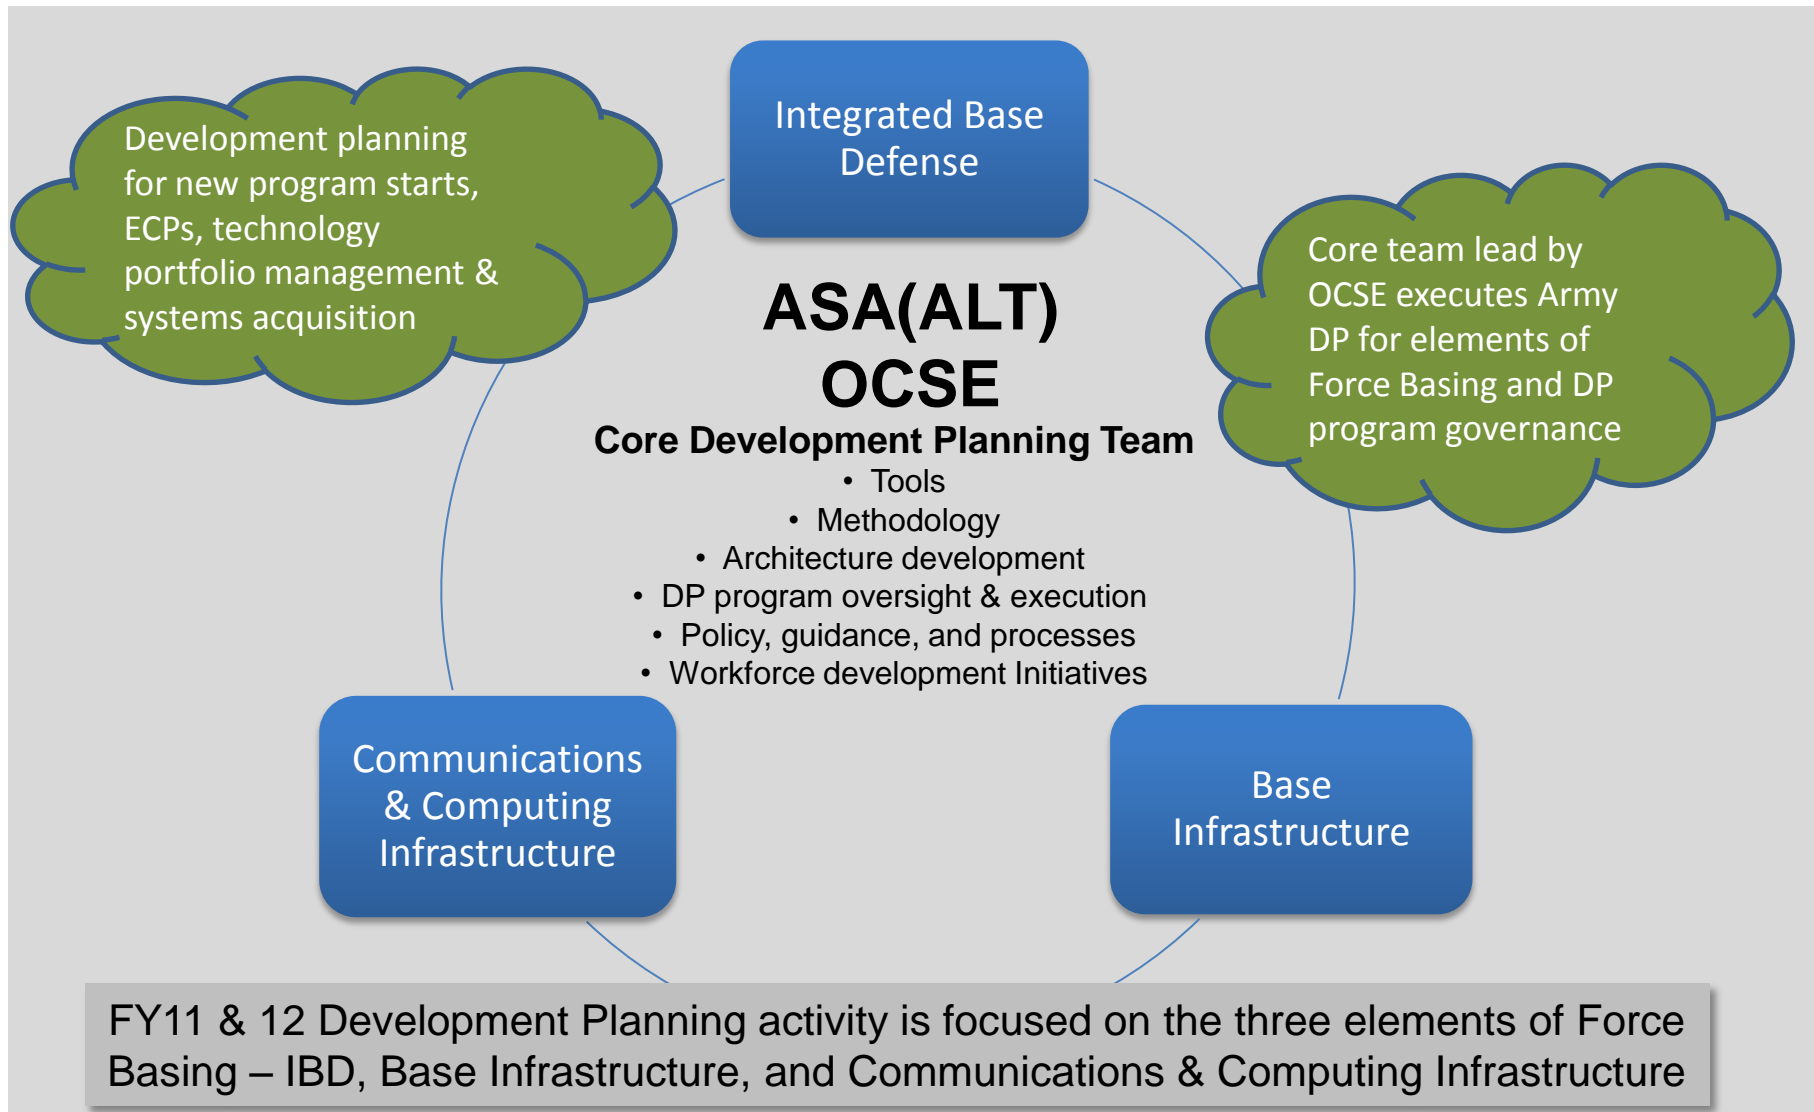 Integrated Base
Defense
Development planning
for new program starts,
ECPs, technology
portfolio management &
systems acquisition
Core team lead by
OCSE executes Army
DP for elements of
Force Basing and DP
program governance
ASA(ALT)
OCSE
Core Development Planning Team
• Tools
• Methodology
• Architecture development
• DP program oversight & execution
• Policy, guidance, and processes
• Workforce development Initiatives
Communications
& Computing
Infrastructure
Base
Infrastructure
FY11 & 12 Development Planning activity is focused on the three elements of Force
Basing – IBD, Base Infrastructure, and Communications & Computing Infrastructure